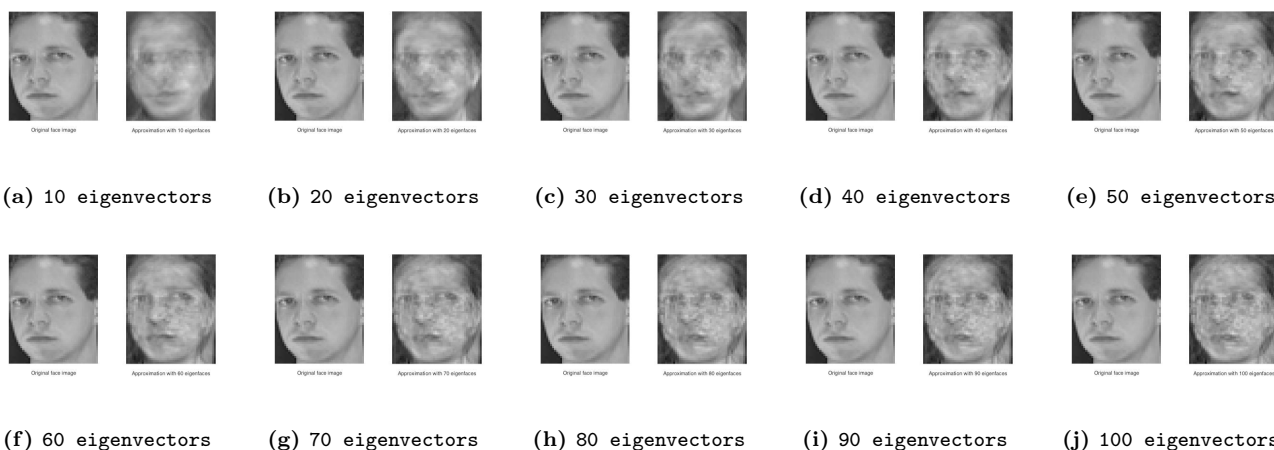 Original face image Approximation with 10 eigenfaces Original face image Approximation with 20 eigenfaces Original face image Approximation with 30 eigenfaces Original face image Approximation with 40 eigenfaces Original face image Approximation with 50 eigenfaces
(a) 10 eigenvectors (b) 20 eigenvectors (c) 30 eigenvectors (d) 40 eigenvectors (e) 50 eigenvectors
Original face image Approximation with 60 eigenfaces Original face image Approximation with 70 eigenfaces Original face image Approximation with 80 eigenfaces Original face image Approximation with 90 eigenfaces Original face image Approximation with 100 eigenfaces
(f) 60 eigenvectors (g) 70 eigenvectors (h) 80 eigenvectors (i) 90 eigenvectors (j) 100 eigenvectors